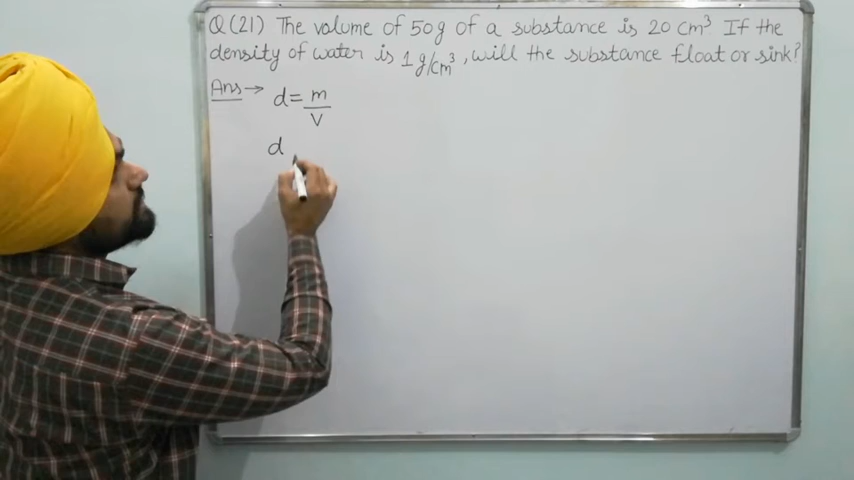 Q(21) The volume of 50g of a substance is 20 cm³ If the
density of water is 1 g/cm³, will the substance float or sink?
Ans→ d = m/V
d